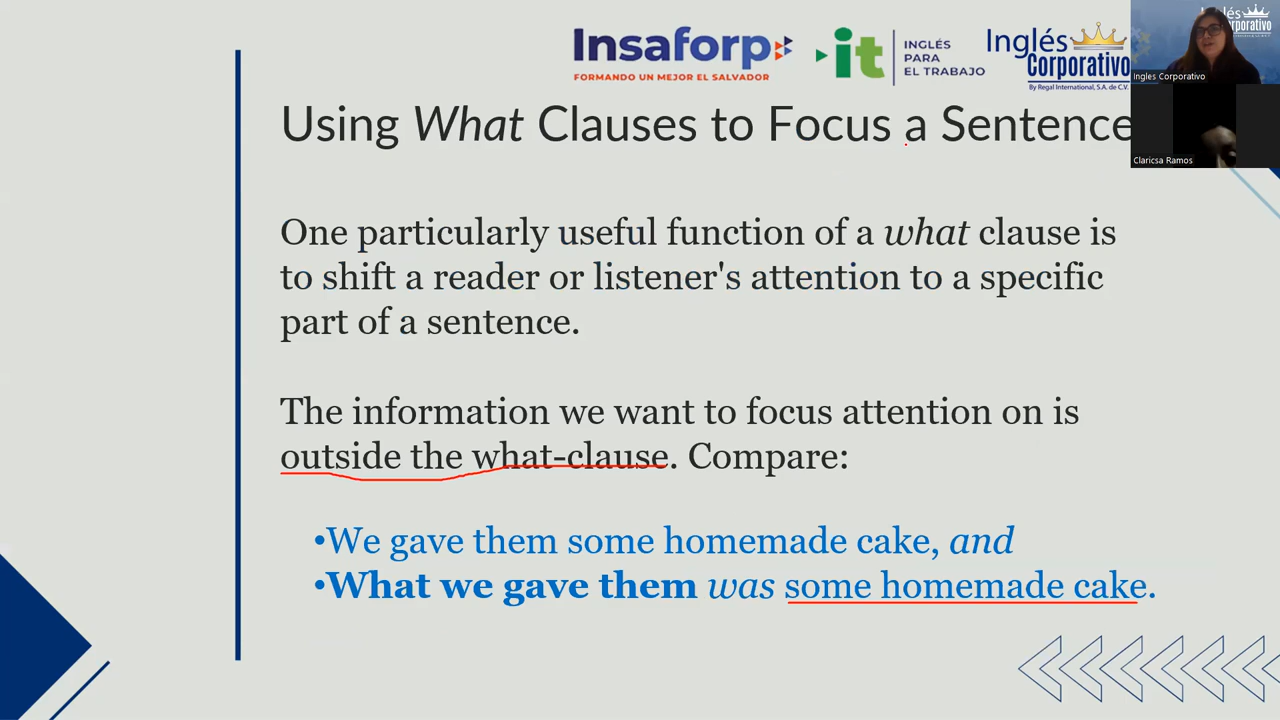 Insaforp
FORMANDO UN MEJOR EL SALVADOR
it
INGLÉS
PARA
EL TRABAJO
Inglés
Corporativo
By Regal International, S.A. de C.V.
Ingles Corporativo
Claricsa Ramos
Using What Clauses to Focus a Sentence
One particularly useful function of a what clause is
to shift a reader or listener's attention to a specific
part of a sentence.
The information we want to focus attention on is
outside the what-clause. Compare:
•We gave them some homemade cake, and
•What we gave them was some homemade cake.